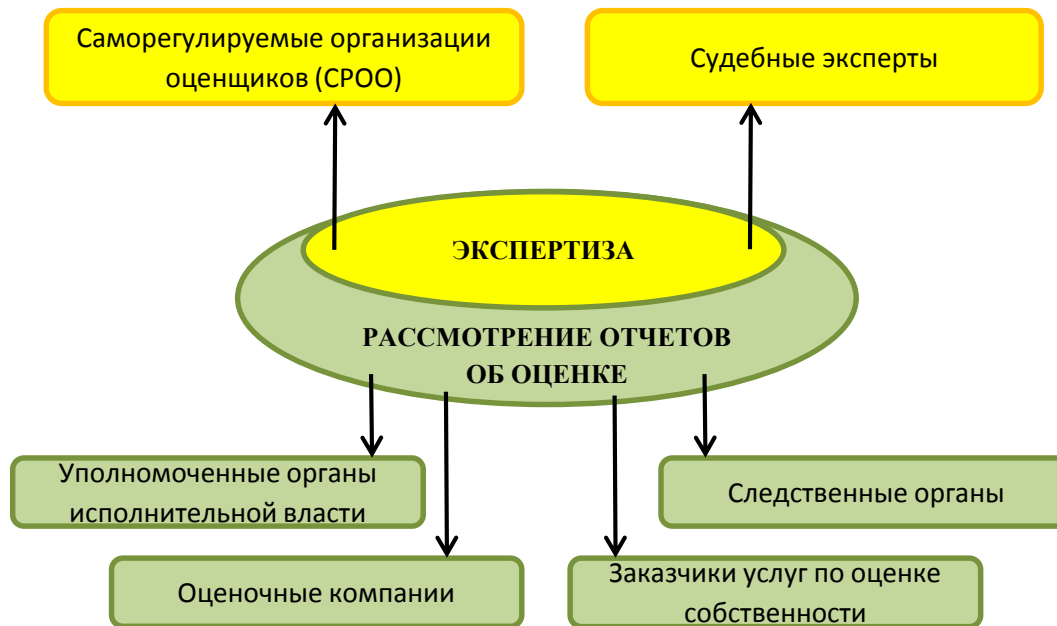 Саморегулируемые организации
оценщиков (СРОО)
Судебные эксперты
ЭКСПЕРТИЗА
РАССМОТРЕНИЕ ОТЧЕТОВ
ОБ ОЦЕНКЕ
Уполномоченные органы
исполнительной власти
Следственные органы
Оценочные компании
Заказчики услуг по оценке
собственности